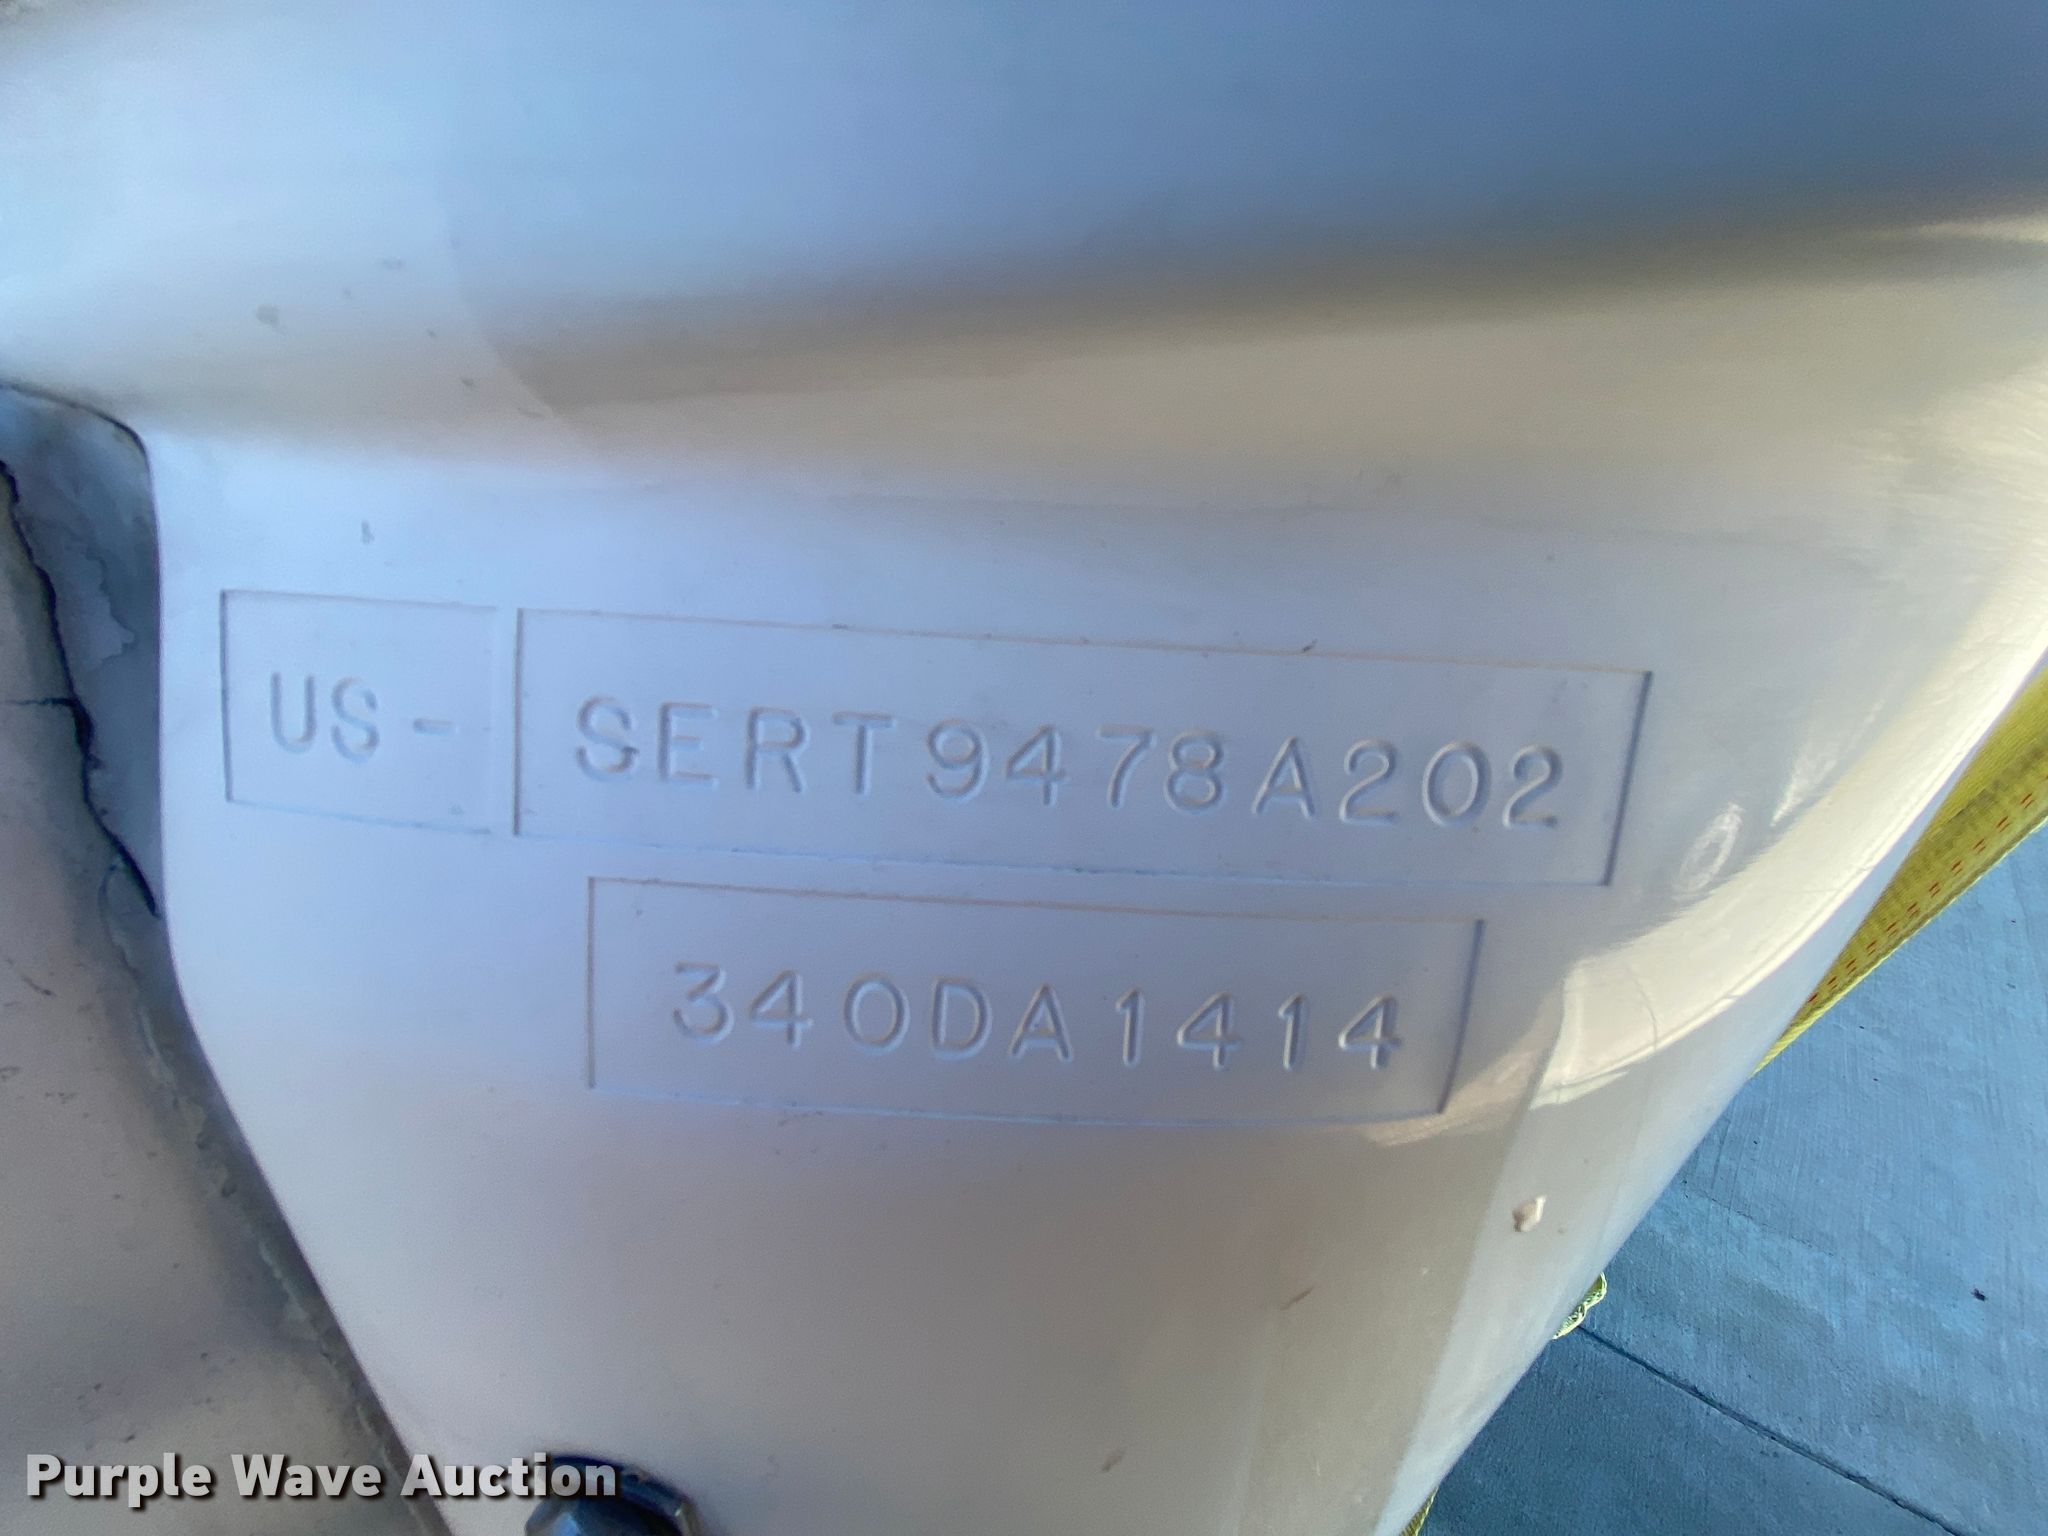 US-SERT9478A202
340DA1414
Purple Wave Auction